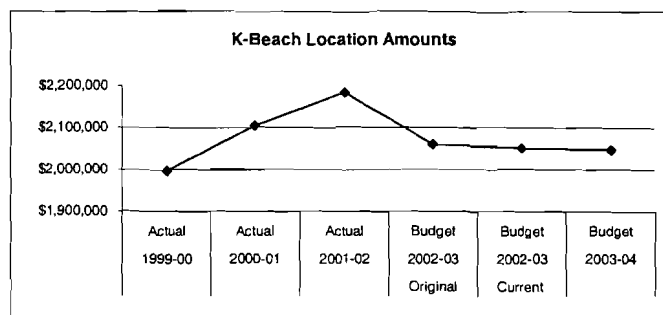 K-Beach Location Amounts
$2,200,000
$2,100,000
$2,000,000
$1,900,000
Actual Actual Actual Budget Budget Budget
1999-00 2000-01 2001-02 2002-03 2002-03 2003-04
Original Current